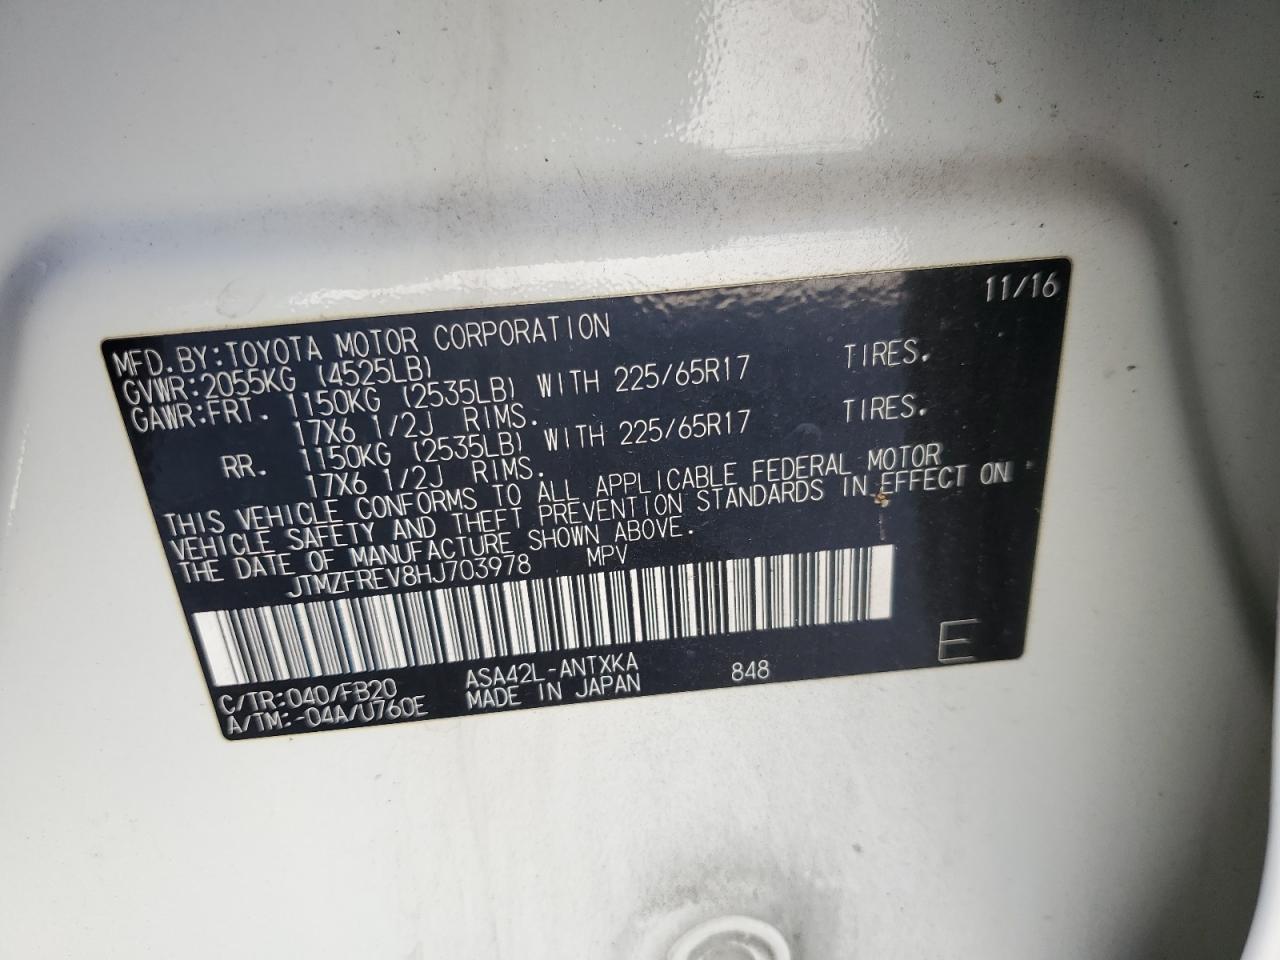 11/16
MFD.BY:TOYOTA MOTOR CORPORATION
GVWR:2055KG (4525LB)
GAWR:FRT. 1150KG (2535LB) WITH 225/65R17 TIRES.
17X6 1/2J RIMS.
RR. 1150KG (2535LB) WITH 225/65R17 TIRES.
17X6 1/2J RIMS.
THIS VEHICLE CONFORMS TO ALL APPLICABLE FEDERAL MOTOR
VEHICLE SAFETY AND THEFT PREVENTION STANDARDS IN EFFECT ON
THE DATE OF MANUFACTURE SHOWN ABOVE.
JTMZFREV8HJ703978 MPV
C/TR:040/FB20 ASA42L-ANTXKA 848 E
A/TM:-04A/U760E MADE IN JAPAN